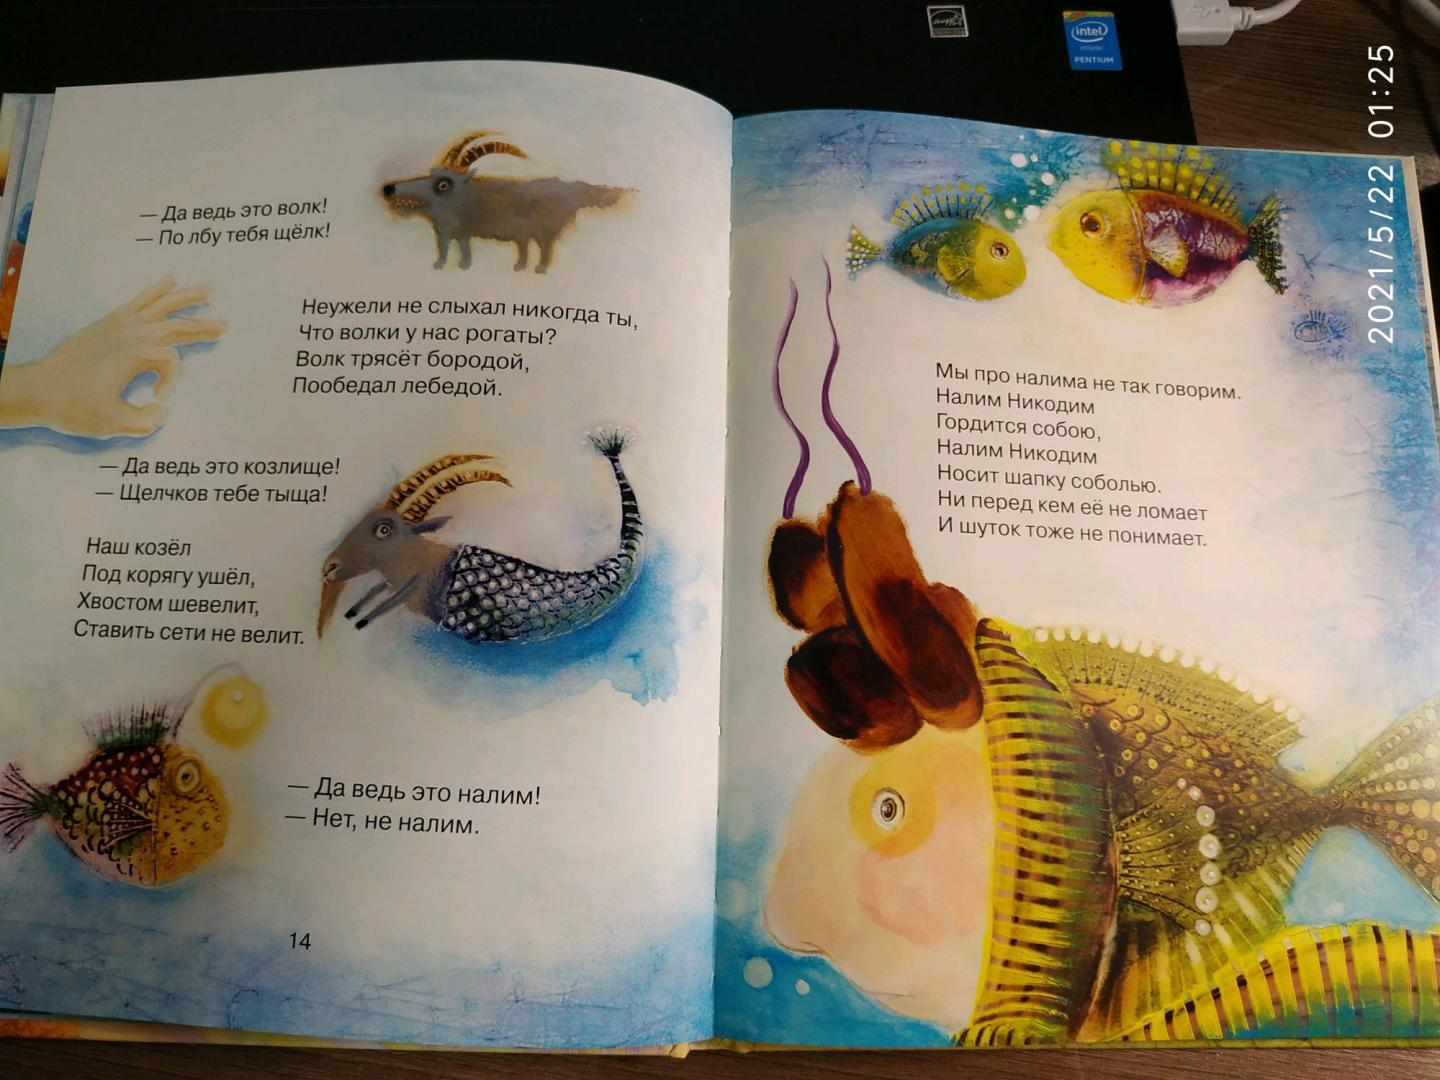 — Да ведь это волк!
— По лбу тебя щёлк!
Неужели не слыхал никогда ты,
Что волки у нас рогаты?
Волк трясёт бородой,
Пообедал лебедой.
— Да ведь это козлище!
— Щелчков тебе тыща!
Наш козёл
Под корягу ушёл,
Хвостом шевелит,
Ставить сети не велит.
— Да ведь это налим!
— Нет, не налим.
14
Мы про налима не так говорим.
Налим Никодим
Гордится собою,
Налим Никодим
Носит шапку соболью.
Ни перед кем её не ломает
И шуток тоже не понимает.
intel
inside
PENTIUM
2021/5/22 01:25